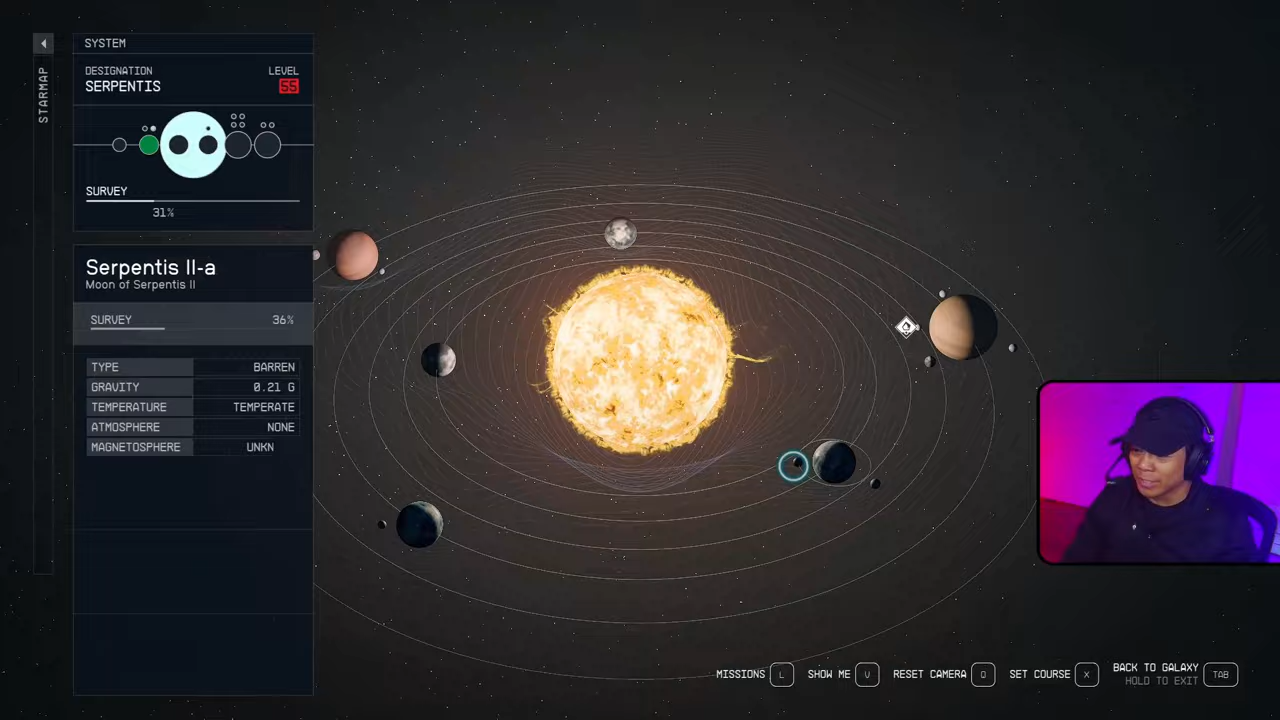 STARMAP
SYSTEM
DESIGNATION LEVEL
SERPENTIS 55
SURVEY
31%
Serpentis II-a
Moon of Serpentis II
SURVEY 36%
TYPE BARREN
GRAVITY 0.21 G
TEMPERATURE TEMPERATE
ATMOSPHERE NONE
MAGNETOSPHERE UNKN
MISSIONS L SHOW ME V RESET CAMERA Q SET COURSE X BACK TO GALAXY TAB
HOLD TO EXIT